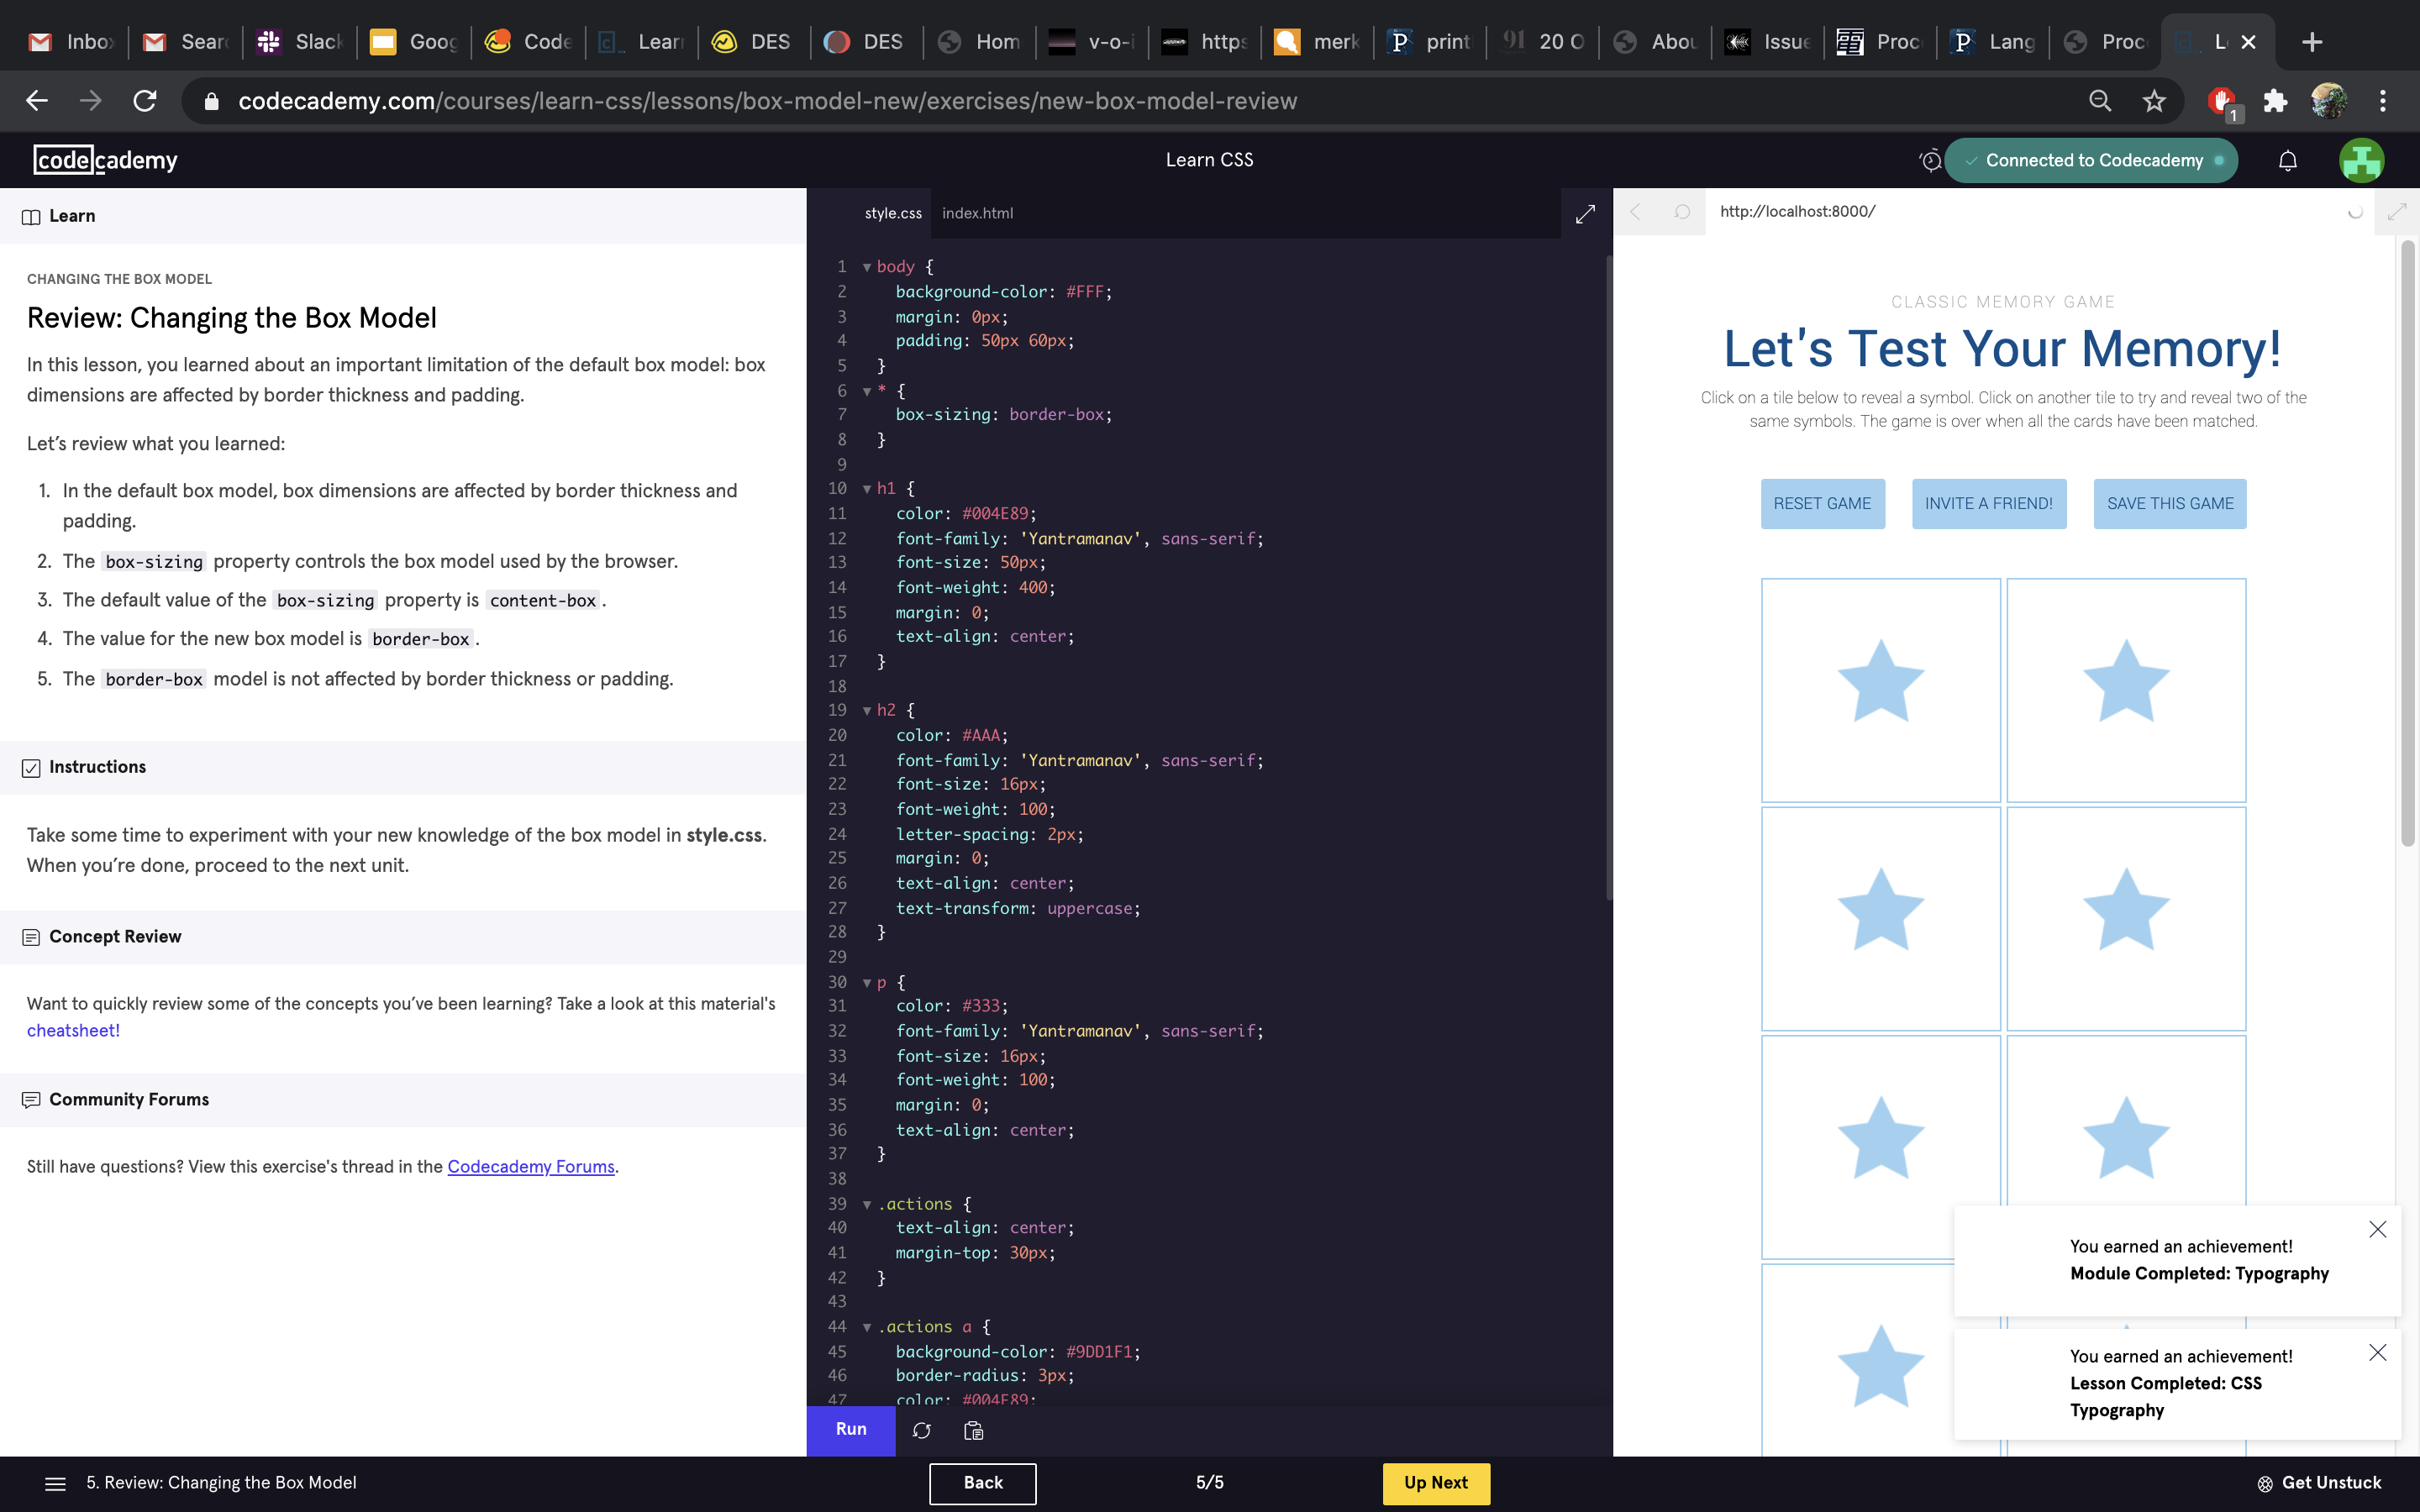 Inbo
Sear
Slack
Goog
Code
Learn
DES
DES
Hom
v-o-i
https
merk
print
20 O
Abou
Issue
Proc
Lang
Proc
L
codecademy.com/courses/learn-css/lessons/box-model-new/exercises/new-box-model-review
1
codecademy
Learn CSS
Connected to Codecademy
Learn
CHANGING THE BOX MODEL
Review: Changing the Box Model
In this lesson, you learned about an important limitation of the default box model: box
dimensions are affected by border thickness and padding.
Let’s review what you learned:
1. In the default box model, box dimensions are affected by border thickness and
padding.
2. The box-sizing property controls the box model used by the browser.
3. The default value of the box-sizing property is content-box.
4. The value for the new box model is border-box.
5. The border-box model is not affected by border thickness or padding.
Instructions
Take some time to experiment with your new knowledge of the box model in style.css.
When you’re done, proceed to the next unit.
Concept Review
Want to quickly review some of the concepts you’ve been learning? Take a look at this material's
cheatsheet!
Community Forums
Still have questions? View this exercise's thread in the Codecademy Forums.
style.css
index.html
1 body {
2 background-color: #FFF;
3 margin: 0px;
4 padding: 50px 60px;
5 }
6 * {
7 box-sizing: border-box;
8 }
9
10 h1 {
11 color: #004E89;
12 font-family: 'Yantramanav', sans-serif;
13 font-size: 50px;
14 font-weight: 400;
15 margin: 0;
16 text-align: center;
17 }
18
19 h2 {
20 color: #AAA;
21 font-family: 'Yantramanav', sans-serif;
22 font-size: 16px;
23 font-weight: 100;
24 letter-spacing: 2px;
25 margin: 0;
26 text-align: center;
27 text-transform: uppercase;
28 }
29
30 p {
31 color: #333;
32 font-family: 'Yantramanav', sans-serif;
33 font-size: 16px;
34 font-weight: 100;
35 margin: 0;
36 text-align: center;
37 }
38
39 .actions {
40 text-align: center;
41 margin-top: 30px;
42 }
43
44 .actions a {
45 background-color: #9DD1F1;
46 border-radius: 3px;
47 color: #004E89;
Run
http://localhost:8000/
CLASSIC MEMORY GAME
Let's Test Your Memory!
Click on a tile below to reveal a symbol. Click on another tile to try and reveal two of the
same symbols. The game is over when all the cards have been matched.
RESET GAME
INVITE A FRIEND!
SAVE THIS GAME
You earned an achievement!
Module Completed: Typography
You earned an achievement!
Lesson Completed: CSS
Typography
5. Review: Changing the Box Model
Back
5/5
Up Next
Get Unstuck